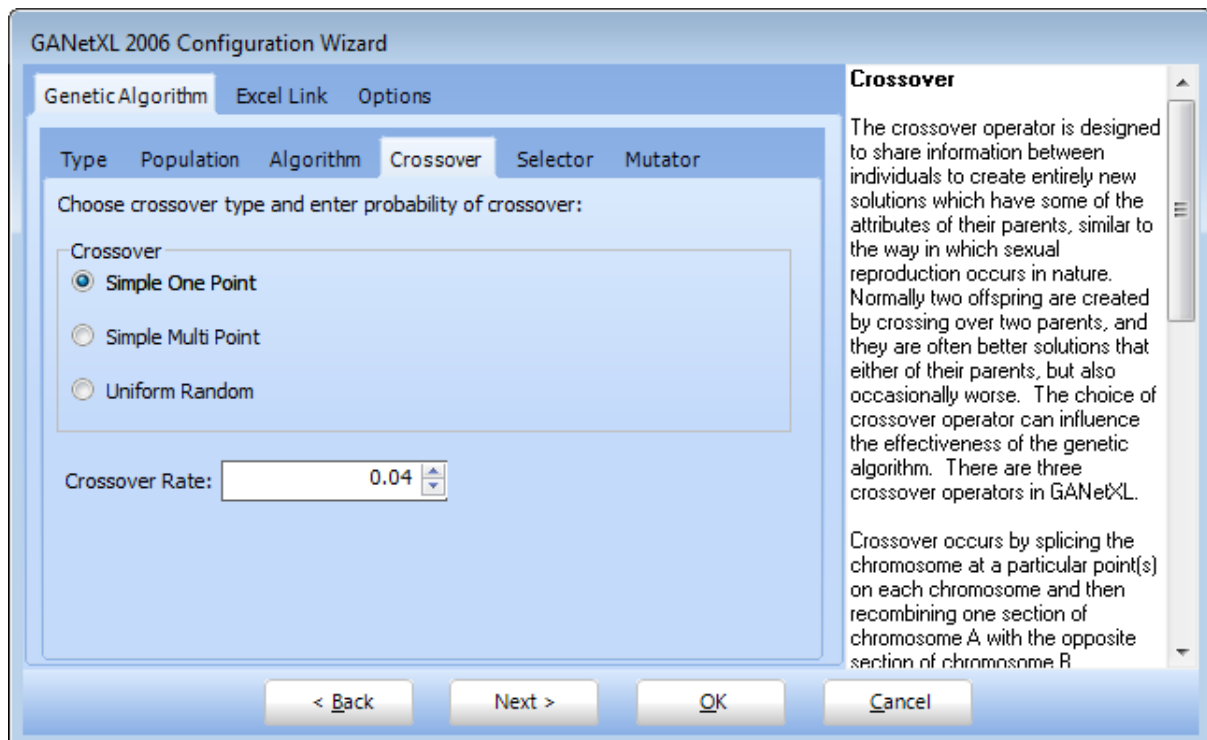 GANetXL 2006 Configuration Wizard
Genetic Algorithm Excel Link Options
Type Population Algorithm Crossover Selector Mutator
Choose crossover type and enter probability of crossover:
Crossover
Simple One Point
Simple Multi Point
Uniform Random
Crossover Rate: 0.04
< Back Next > OK Cancel
Crossover
The crossover operator is designed
to share information between
individuals to create entirely new
solutions which have some of the
attributes of their parents, similar to
the way in which sexual
reproduction occurs in nature.
Normally two offspring are created
by crossing over two parents, and
they are often better solutions that
either of their parents, but also
occasionally worse. The choice of
crossover operator can influence
the effectiveness of the genetic
algorithm. There are three
crossover operators in GANetXL.
Crossover occurs by splicing the
chromosome at a particular point(s)
on each chromosome and then
recombining one section of
chromosome A with the opposite
section of chromosome B